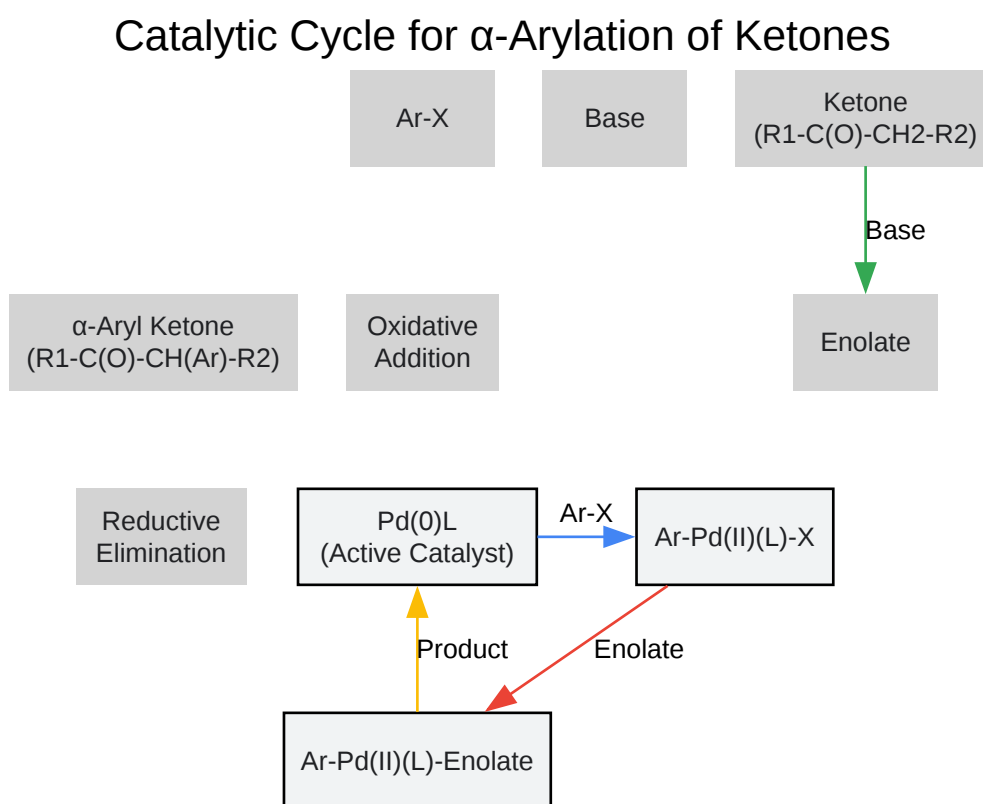 Catalytic Cycle for α-Arylation of Ketones
Ar-X
Base
Ketone
(R1-C(O)-CH2-R2)
Base
α-Aryl Ketone
(R1-C(O)-CH(Ar)-R2)
Oxidative
Addition
Enolate
Reductive
Elimination
Pd(0)L
(Active Catalyst)
Ar-X
Ar-Pd(II)(L)-X
Product
Enolate
Ar-Pd(II)(L)-Enolate